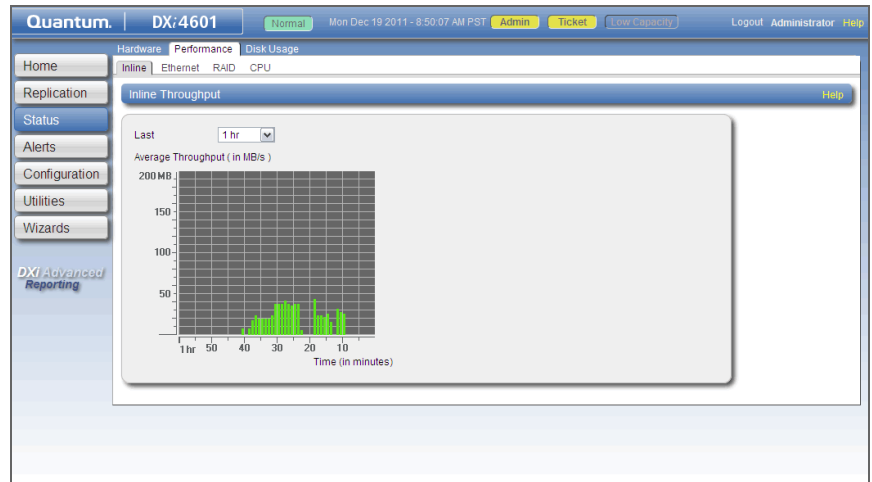 Quantum. DXi4601 Normal Mon Dec 19 2011 - 8:50:07 AM PST Admin Ticket Low Capacity Logout Administrator Help
Hardware Performance Disk Usage
Inline Ethernet RAID CPU
Home
Replication
Status
Alerts
Configuration
Utilities
Wizards
DXi Advanced
Reporting
Inline Throughput Help
Last 1 hr
Average Throughput ( in MB/s )
200 MB
150
100
50
1 hr 50 40 30 20 10
Time (in minutes)